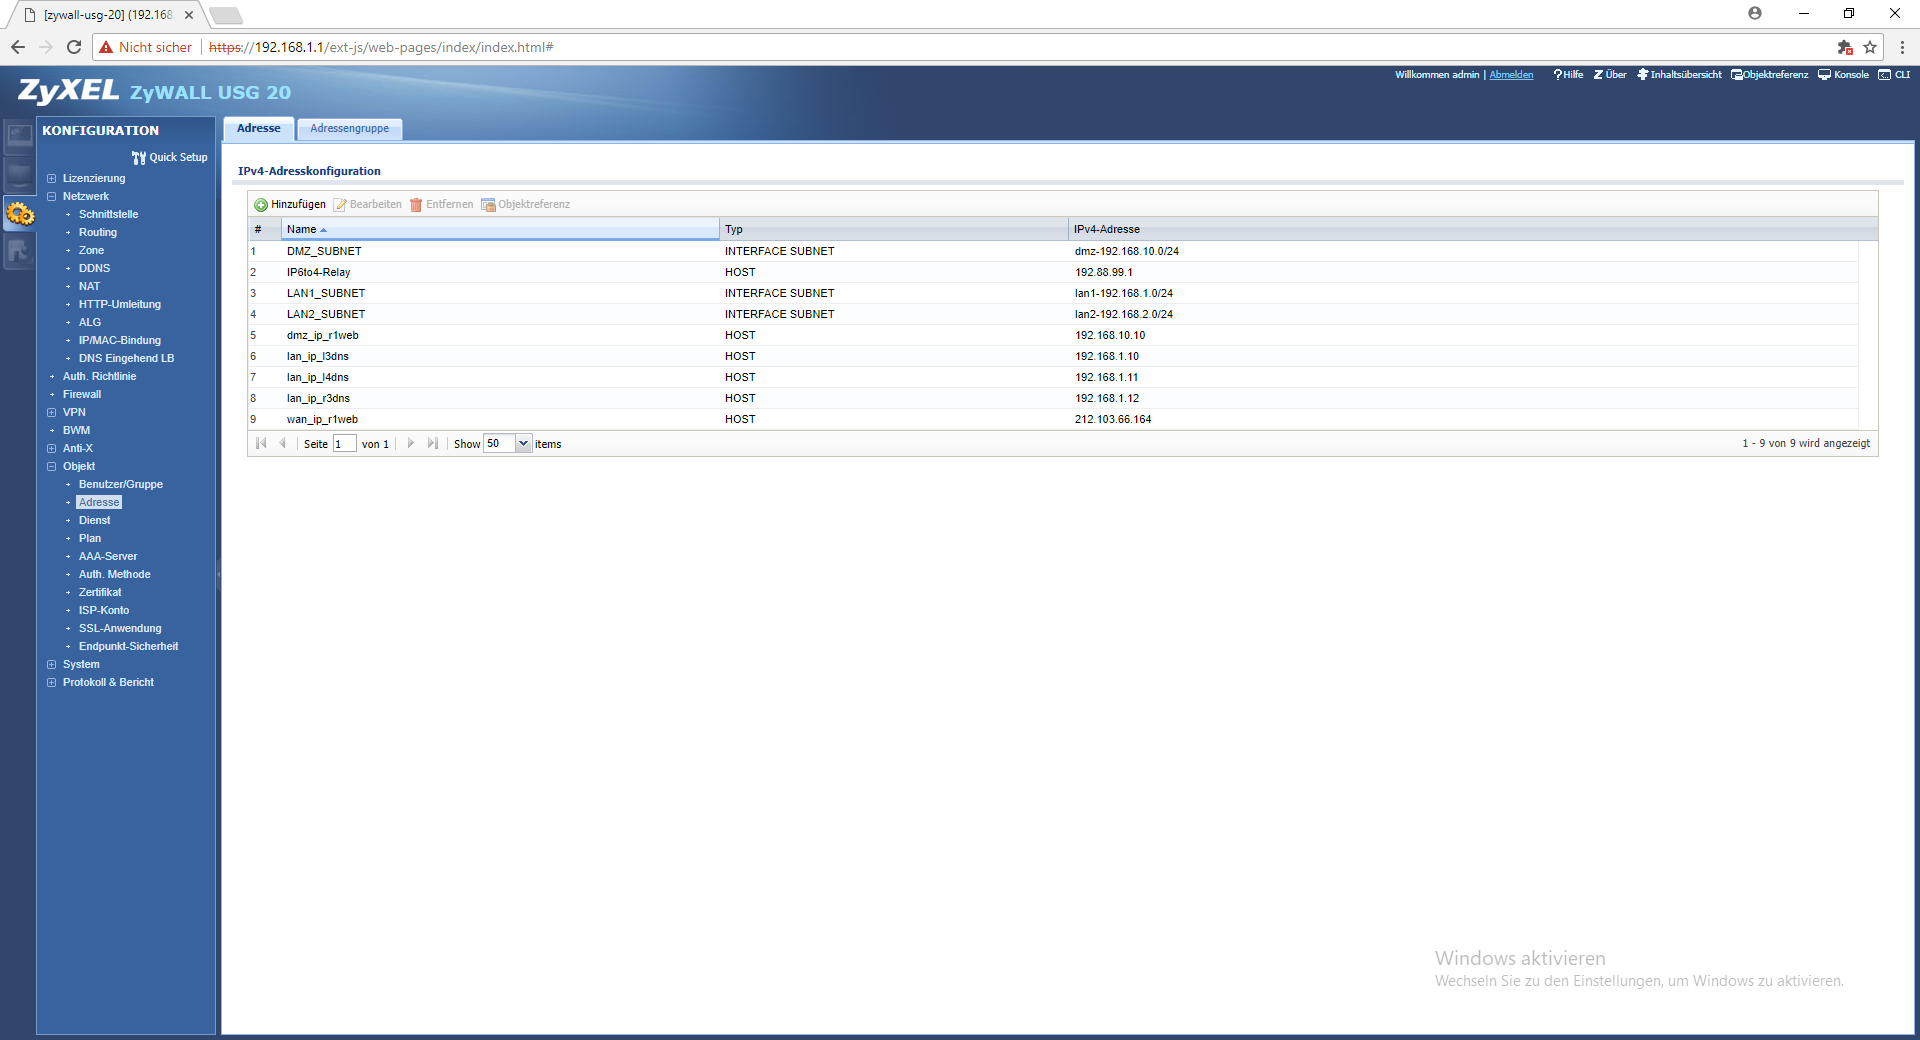 [zywall-usg-20] (192.168.
Nicht sicher https://192.168.1.1/ext-js/web-pages/index/index.html#
ZyXEL ZyWALL USG 20
Willkommen admin | Abmelden ?Hilfe Z Über Inhaltsübersicht Objektreferenz Konsole CLI
KONFIGURATION
Quick Setup
Lizenzierung
Netzwerk
Schnittstelle
Routing
Zone
DDNS
NAT
HTTP-Umleitung
ALG
IP/MAC-Bindung
DNS Eingehend LB
Auth. Richtlinie
Firewall
VPN
BWM
Anti-X
Objekt
Benutzer/Gruppe
Adresse
Dienst
Plan
AAA-Server
Auth. Methode
Zertifikat
ISP-Konto
SSL-Anwendung
Endpunkt-Sicherheit
System
Protokoll & Bericht
Adresse Adressengruppe
IPv4-Adresskonfiguration
Hinzufügen Bearbeiten Entfernen Objektreferenz
# Name Typ IPv4-Adresse
1 DMZ_SUBNET INTERFACE SUBNET dmz-192.168.10.0/24
2 IP6to4-Relay HOST 192.88.99.1
3 LAN1_SUBNET INTERFACE SUBNET lan1-192.168.1.0/24
4 LAN2_SUBNET INTERFACE SUBNET lan2-192.168.2.0/24
5 dmz_ip_r1web HOST 192.168.10.10
6 lan_ip_l3dns HOST 192.168.1.10
7 lan_ip_l4dns HOST 192.168.1.11
8 lan_ip_r3dns HOST 192.168.1.12
9 wan_ip_r1web HOST 212.103.66.164
Seite 1 von 1 Show 50 items 1 - 9 von 9 wird angezeigt
Windows aktivieren
Wechseln Sie zu den Einstellungen, um Windows zu aktivieren.